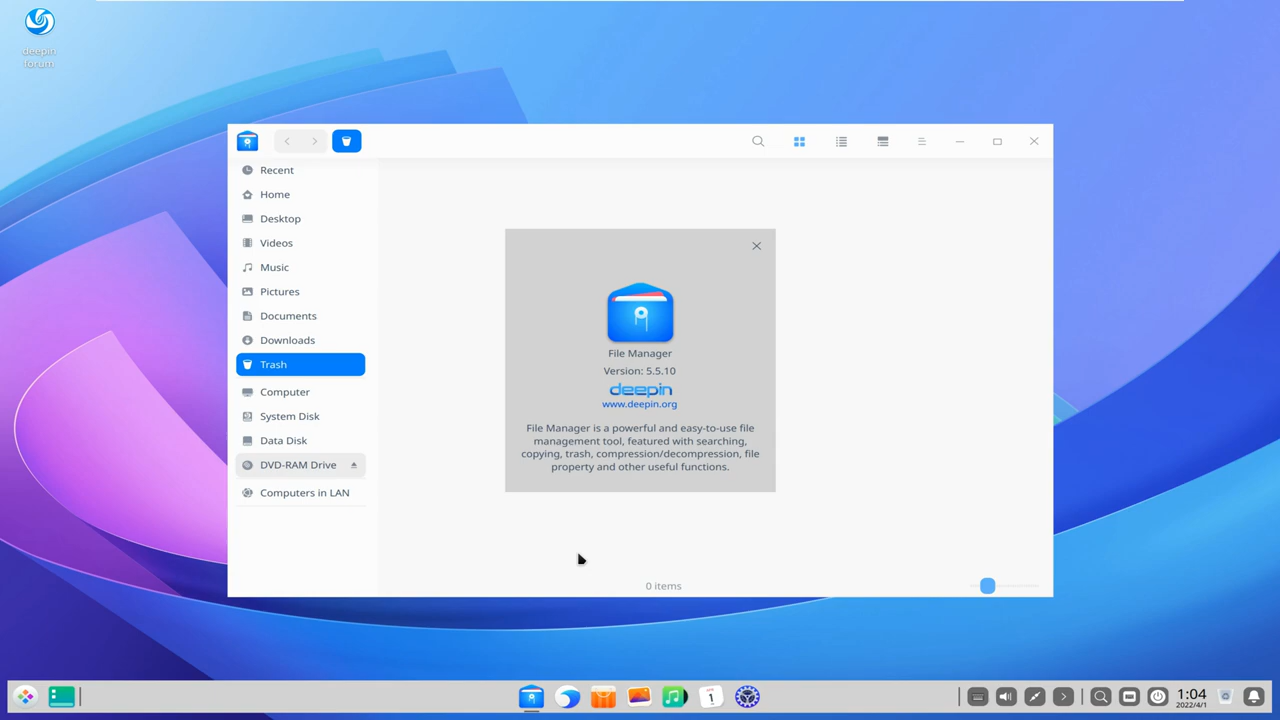 deepin
forum
Recent
Home
Desktop
Videos
Music
Pictures
Documents
Downloads
Trash
Computer
System Disk
Data Disk
DVD-RAM Drive
Computers in LAN
File Manager
Version: 5.5.10
deepin
www.deepin.org
File Manager is a powerful and easy-to-use file
management tool, featured with searching,
copying, trash, compression/decompression, file
property and other useful functions.
0 items
1
1:04
2022/4/1